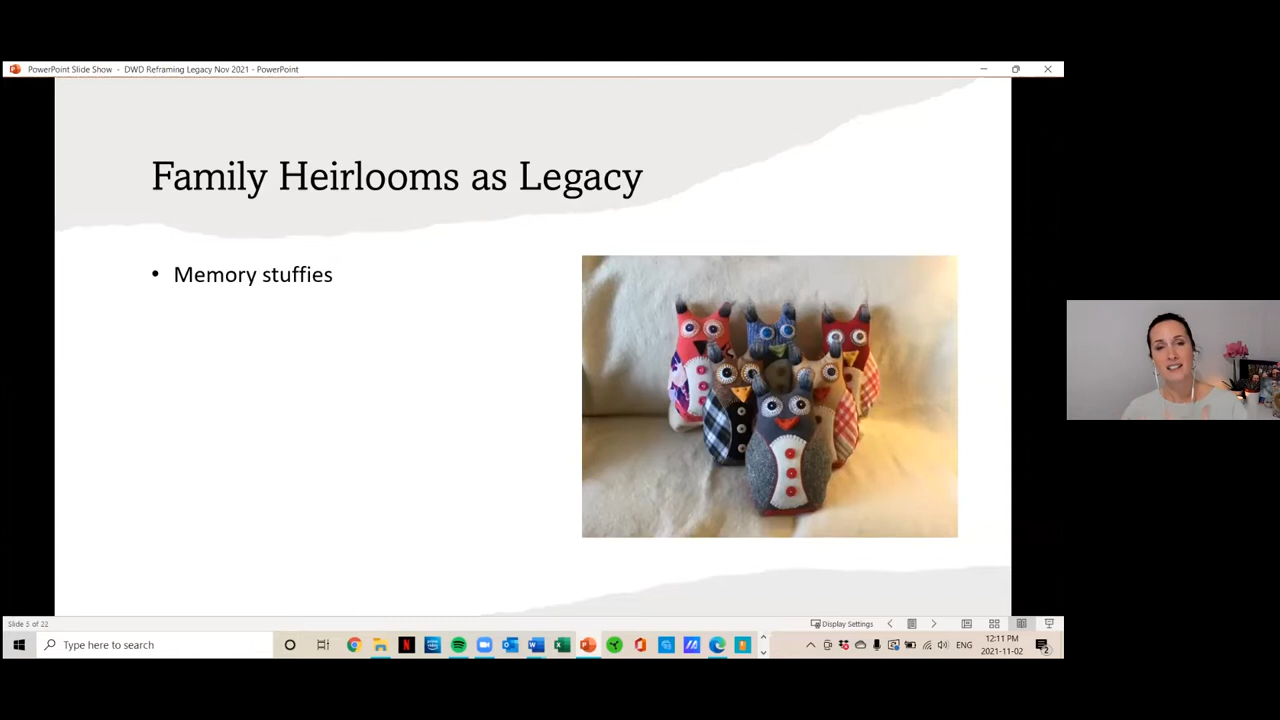 PowerPoint Slide Show - DWD Reframing Legacy Nov 2021 - PowerPoint
Family Heirlooms as Legacy
• Memory stuffies
Slide 5 of 22
Display Settings
Type here to search
ENG
12:11 PM
2021-11-02
2